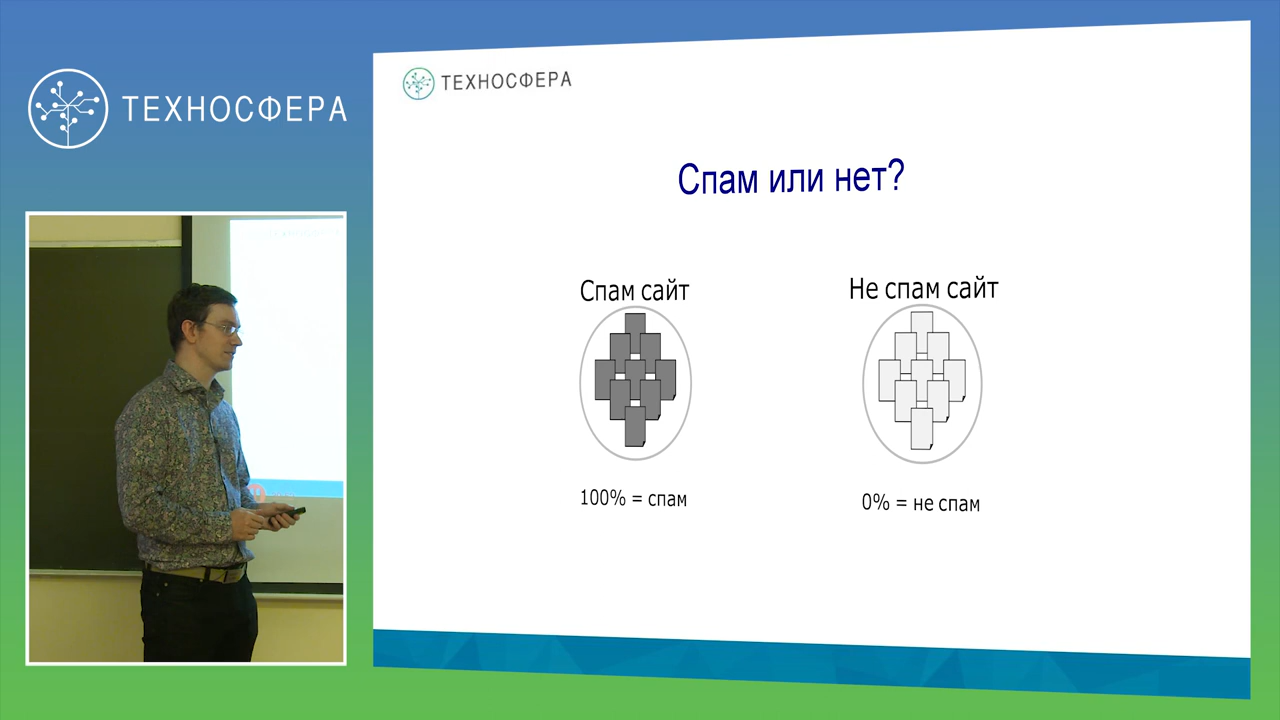 ТЕХНОСФЕРА
ТЕХНОСФЕРА
Спам или нет?
Спам сайт
Не спам сайт
100% = спам
0% = не спам